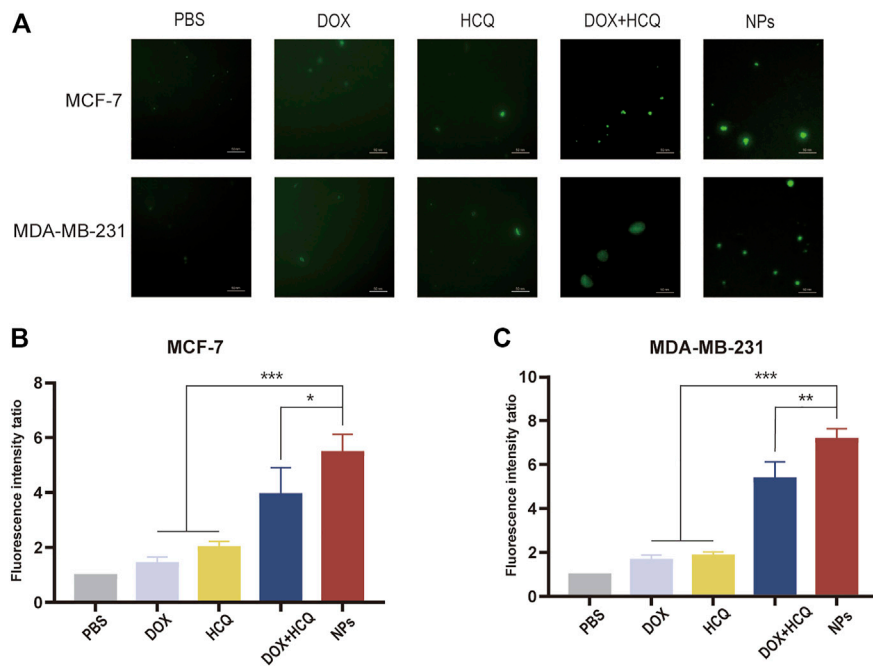 A
PBS DOX HCQ DOX+HCQ NPs
MCF-7
MDA-MB-231
B
MCF-7
Fluorescence intensity tatio
8
6
4
2
0
***
*
PBS DOX HCQ DOX+HCQ NPs
C
MDA-MB-231
Fluorescence intensity tatio
10
8
6
4
2
0
***
**
PBS DOX HCQ DOX+HCQ NPs